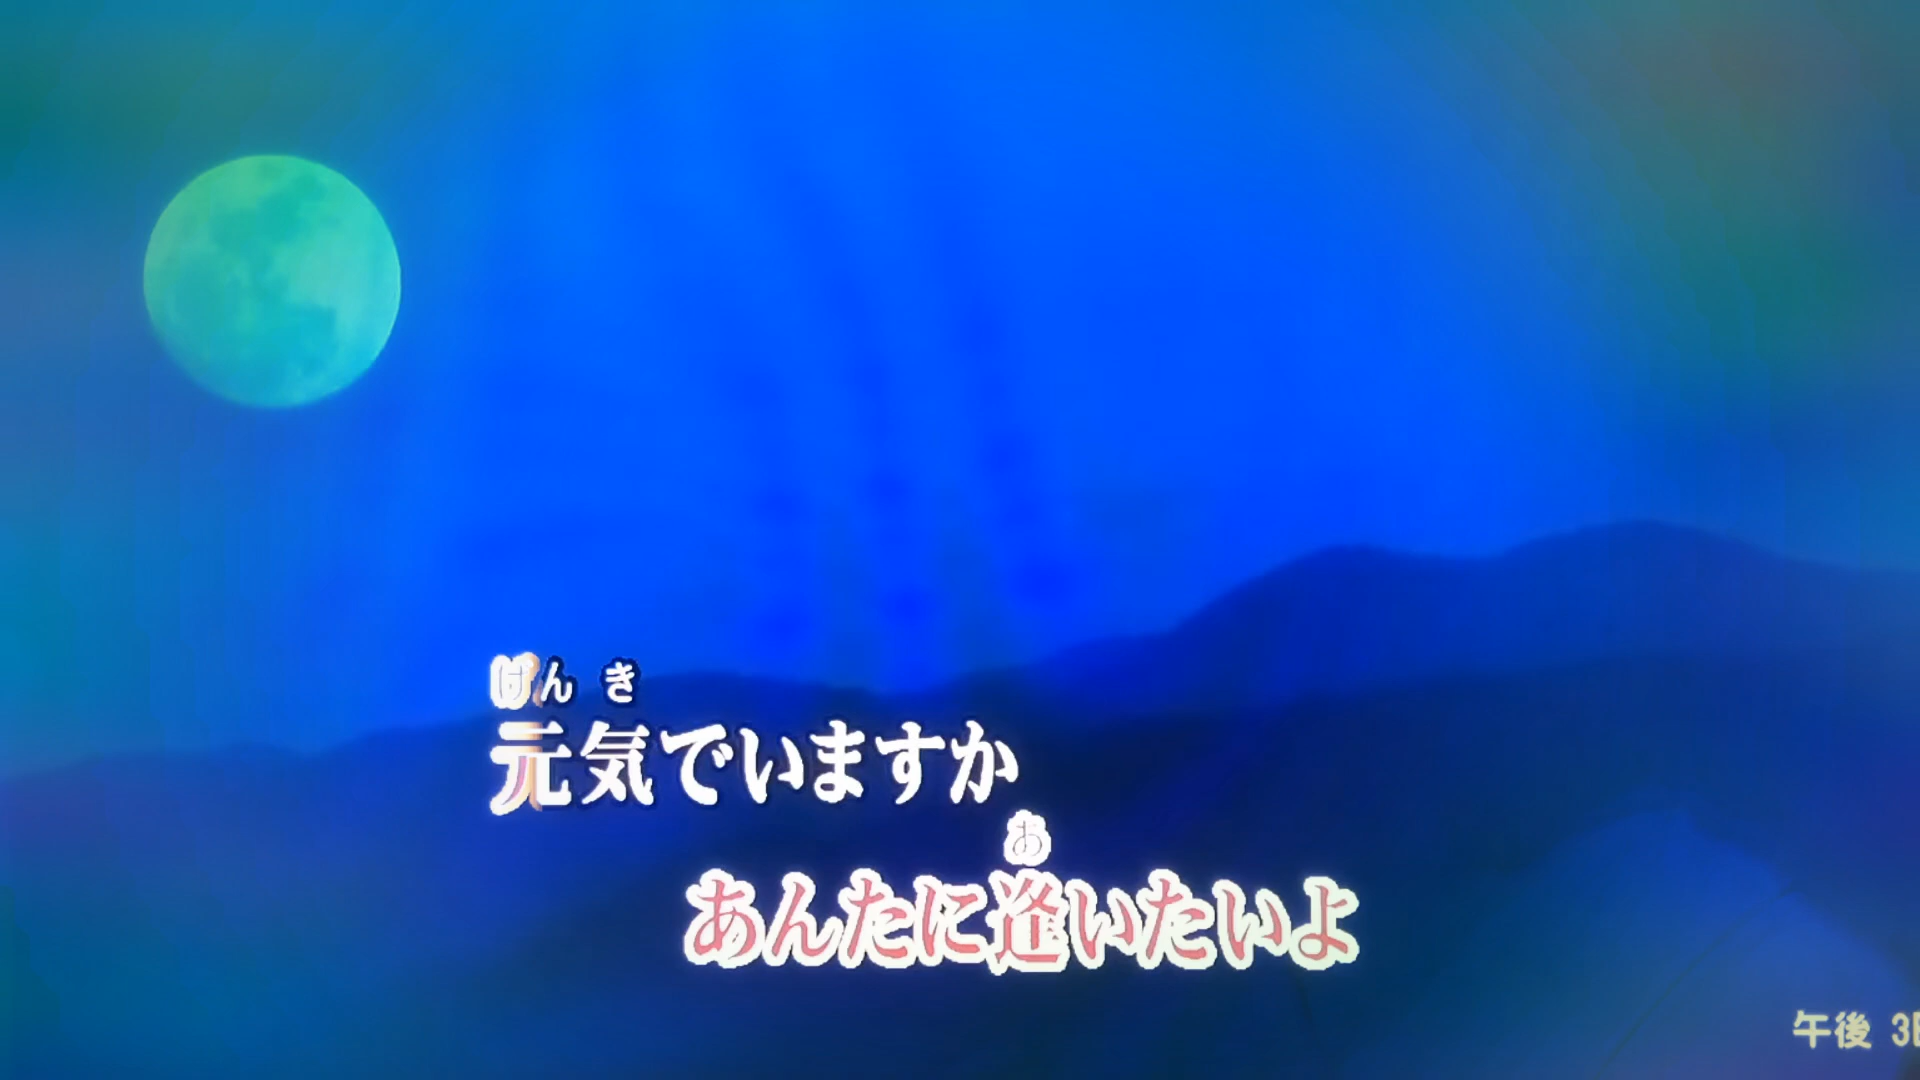 げんき
元気でいますか
あ
あんたに逢いたいよ
午後 3